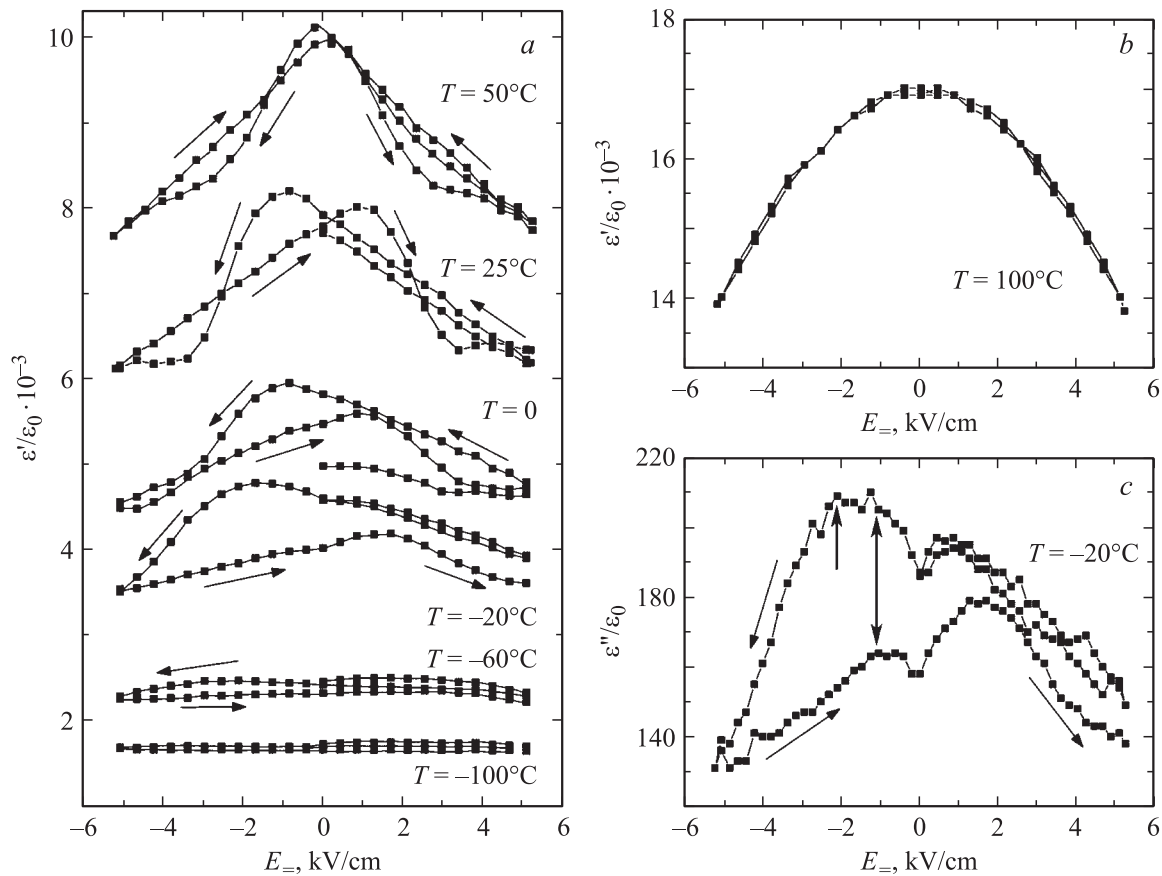 a
10
8
6
4
2
ε'/ε₀ · 10⁻³
T = 50°C
T = 25°C
T = 0
T = –20°C
T = –60°C
T = –100°C
–6 –4 –2 0 2 4 6
E₌, kV/cm
b
18
16
14
ε'/ε₀ · 10⁻³
T = 100°C
–6 –4 –2 0 2 4 6
E₌, kV/cm
c
220
180
140
ε''/ε₀
T = –20°C
–6 –4 –2 0 2 4 6
E₌, kV/cm